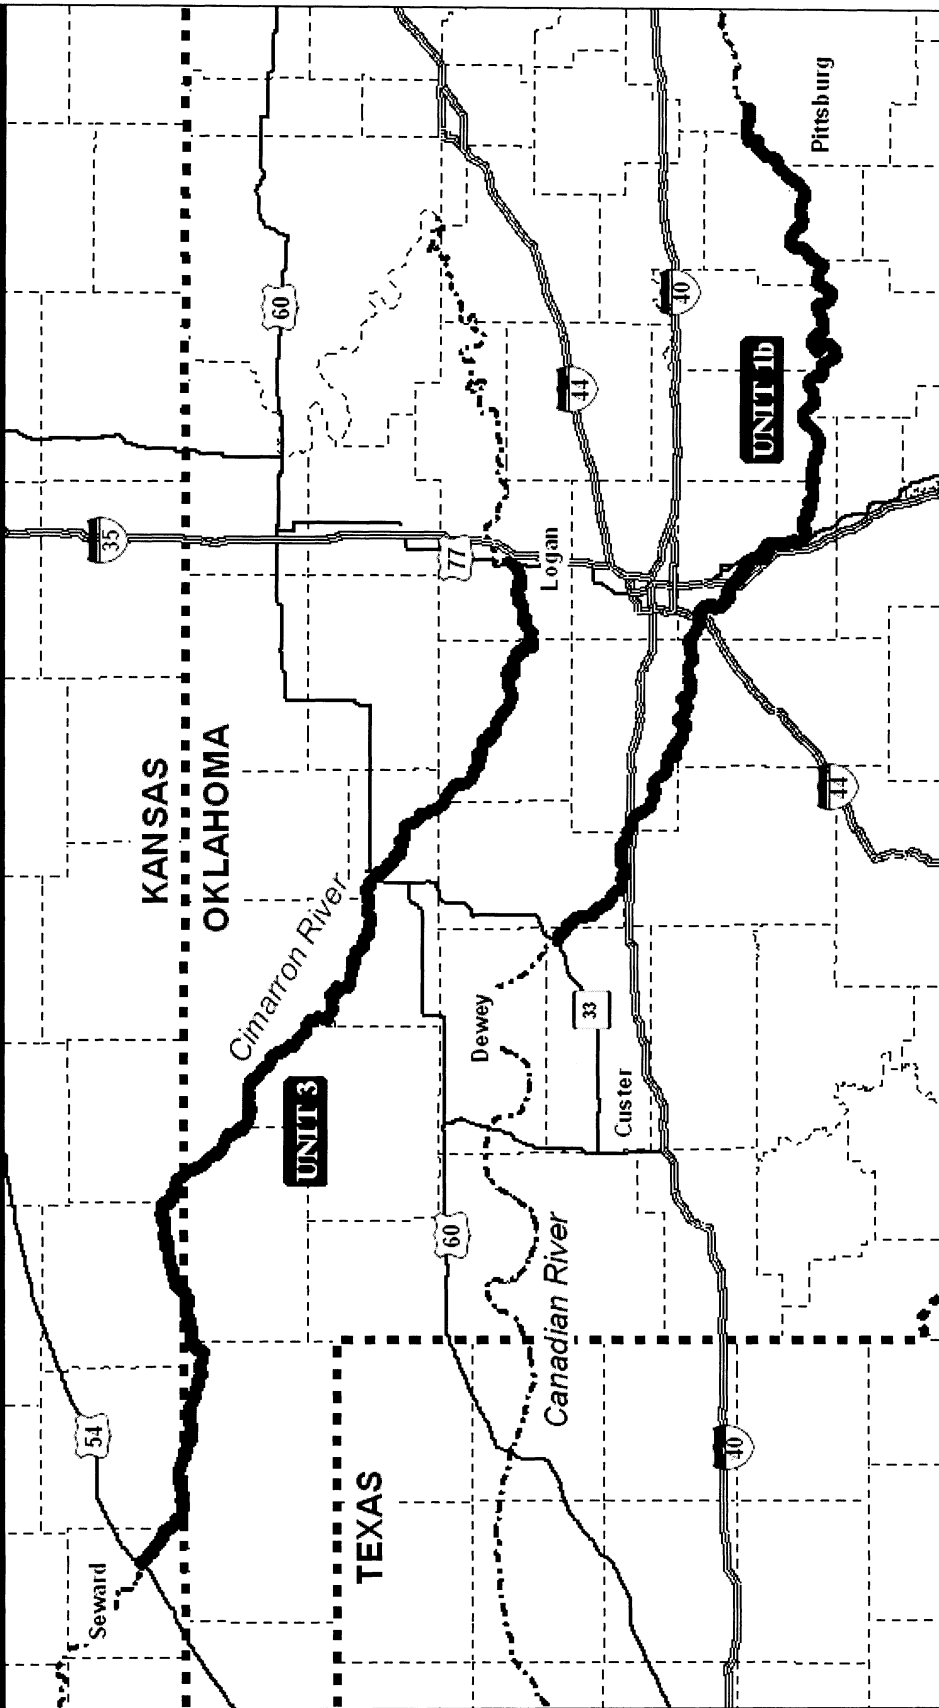 Seward
54
KANSAS
OKLAHOMA
Cimarron River
UNIT 3
35
60
77
Logan
44
TEXAS
60
Canadian River
Dewey
33
Custer
40
44
40
UNIT 1b
Pittsburg